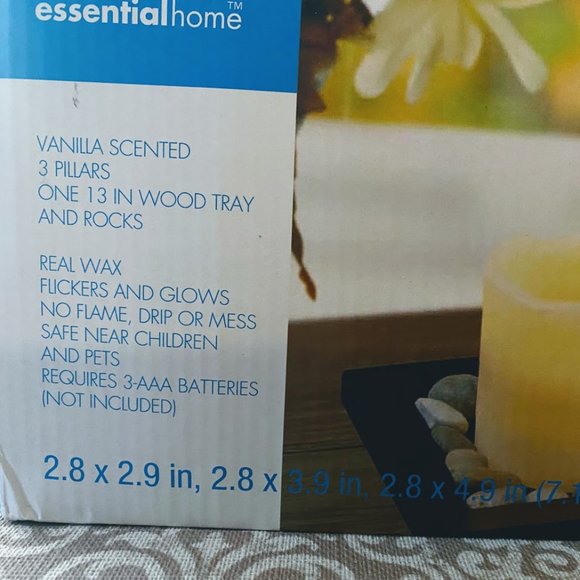 essentialhome™
VANILLA SCENTED
3 PILLARS
ONE 13 IN WOOD TRAY
AND ROCKS
REAL WAX
FLICKERS AND GLOWS
NO FLAME, DRIP OR MESS
SAFE NEAR CHILDREN
AND PETS
REQUIRES 3-AAA BATTERIES
(NOT INCLUDED)
2.8 x 2.9 in, 2.8 x 3.9 in, 2.8 x 4.9 in (7.1